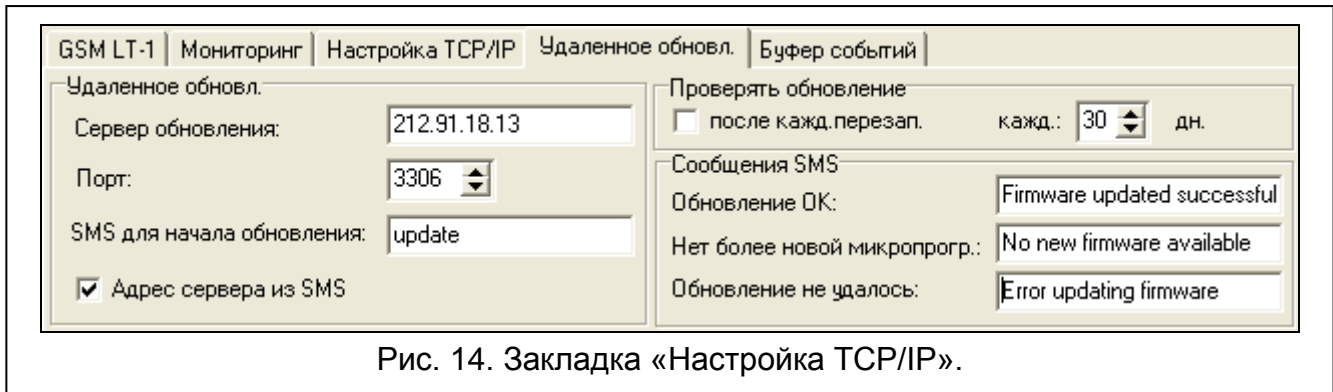 GSM LT-1 Мониторинг Настройка TCP/IP Удаленное обновл. Буфер событий
Удаленное обновл.
Сервер обновления: 212.91.18.13
Порт: 3306
SMS для начала обновления: update
Адрес сервера из SMS
Проверять обновление
после кажд.перезап. кажд.: 30 дн.
Сообщения SMS
Обновление ОК: Firmware updated successful
Нет более новой микропрогр.: No new firmware available
Обновление не удалось: Error updating firmware
Рис. 14. Закладка «Настройка TCP/IP».